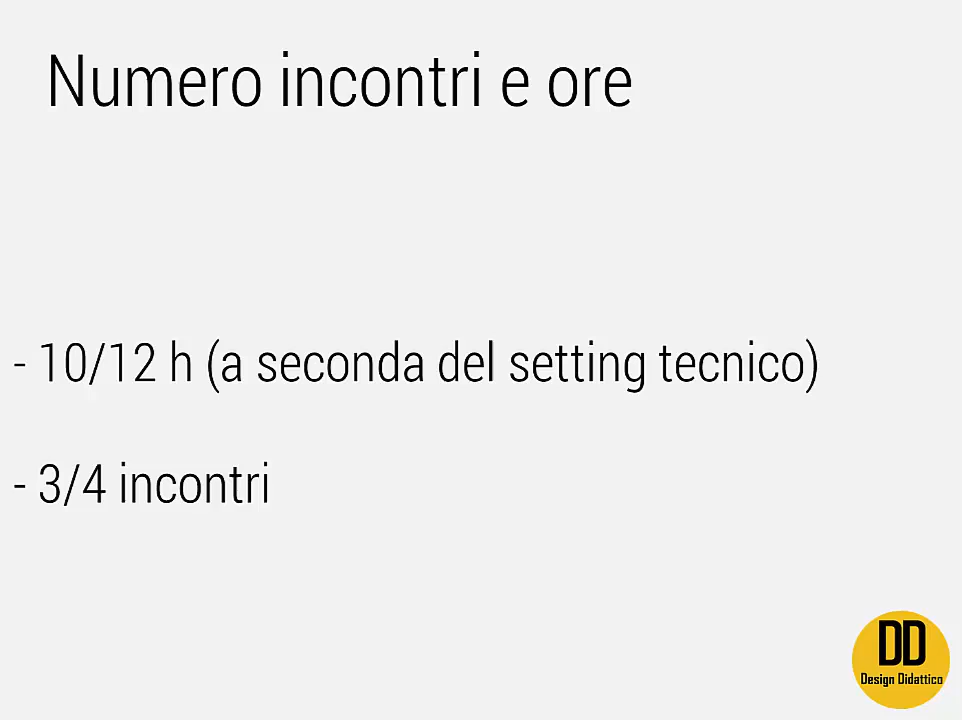 Numero incontri e ore
- 10/12 h (a seconda del setting tecnico)
- 3/4 incontri
DD
Design Didattico